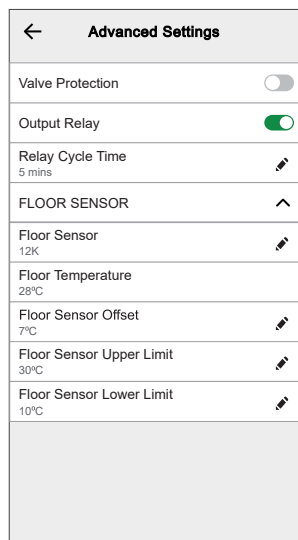 Advanced Settings
Valve Protection
Output Relay
Relay Cycle Time
5 mins
FLOOR SENSOR
Floor Sensor
12K
Floor Temperature
28ºC
Floor Sensor Offset
7ºC
Floor Sensor Upper Limit
30ºC
Floor Sensor Lower Limit
10ºC